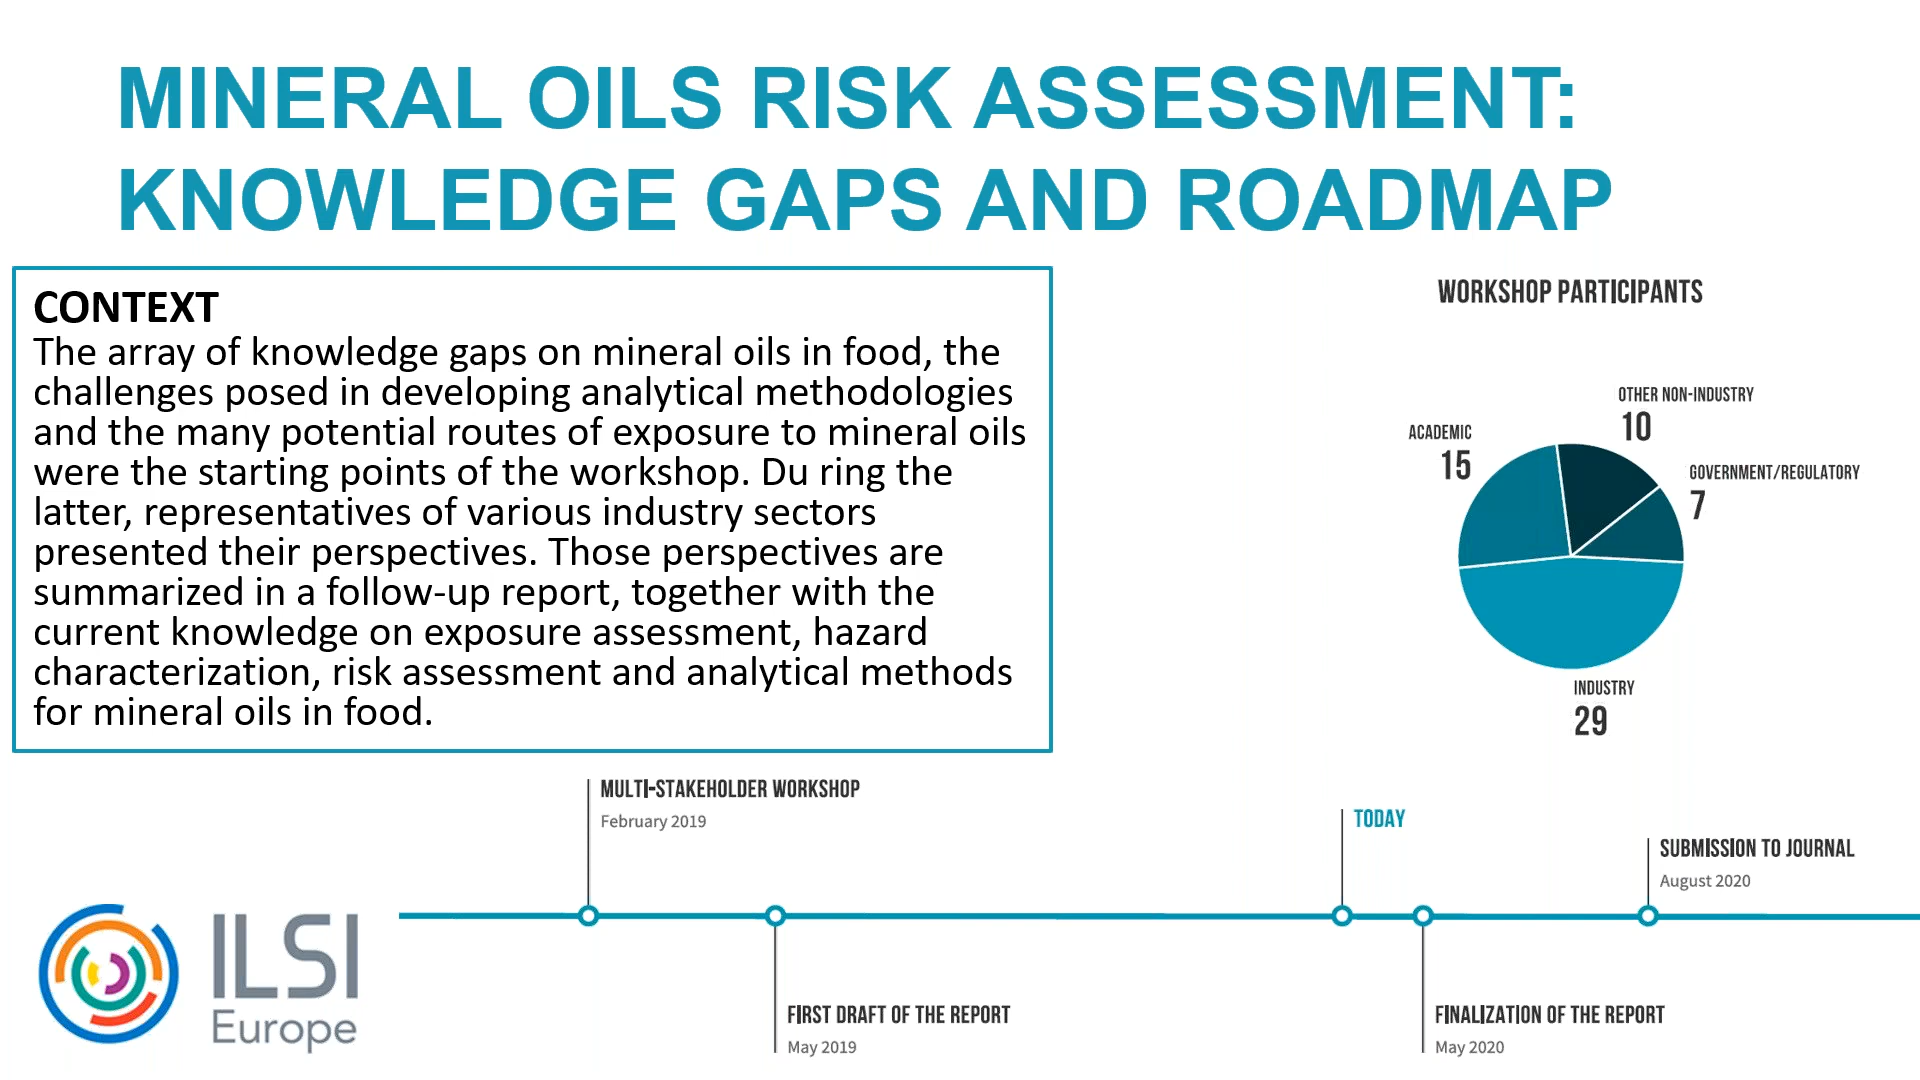 MINERAL OILS RISK ASSESSMENT:
KNOWLEDGE GAPS AND ROADMAP
CONTEXT
The array of knowledge gaps on mineral oils in food, the
challenges posed in developing analytical methodologies
and the many potential routes of exposure to mineral oils
were the starting points of the workshop. Du ring the
latter, representatives of various industry sectors
presented their perspectives. Those perspectives are
summarized in a follow-up report, together with the
current knowledge on exposure assessment, hazard
characterization, risk assessment and analytical methods
for mineral oils in food.
WORKSHOP PARTICIPANTS
OTHER NON-INDUSTRY
10
ACADEMIC
15
GOVERNMENT/REGULATORY
7
INDUSTRY
29
MULTI-STAKEHOLDER WORKSHOP
February 2019
TODAY
SUBMISSION TO JOURNAL
August 2020
ILSI
Europe
FIRST DRAFT OF THE REPORT
May 2019
FINALIZATION OF THE REPORT
May 2020